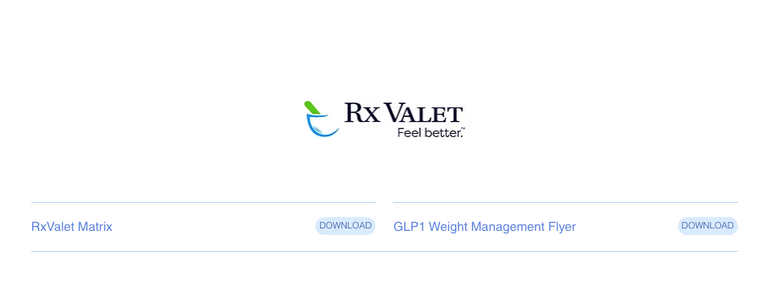 Rx Valet
Feel better.™
RxValet Matrix
DOWNLOAD
GLP1 Weight Management Flyer
DOWNLOAD